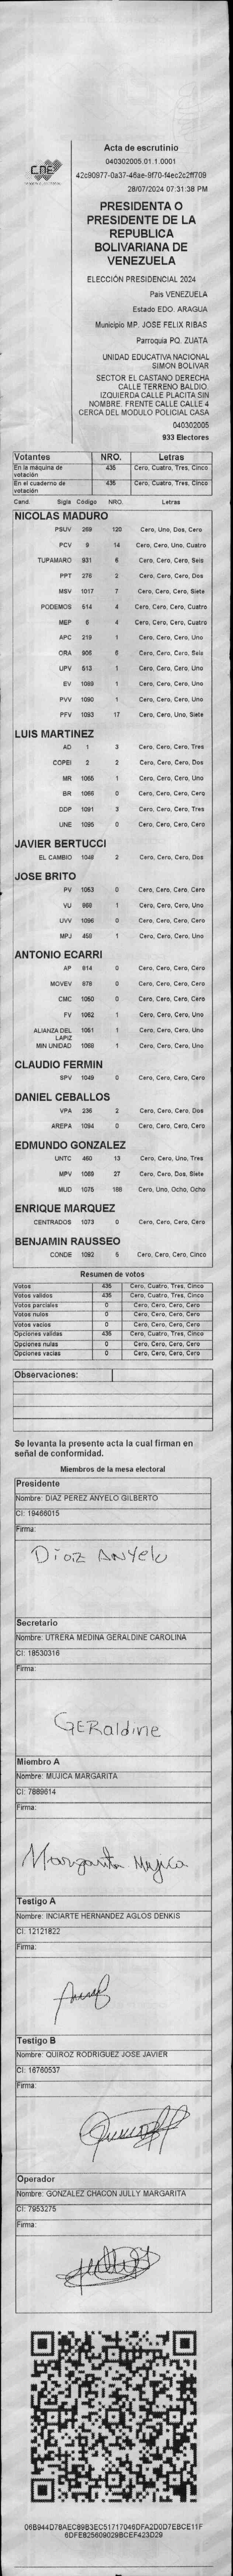 CNE
Acta de escrutinio
040302005.01.1.0001
42c90877-0a37-46ae-9f70-f4ec2c2ff709
28/07/2024 07:31:38 PM
PRESIDENTA O
PRESIDENTE DE LA
REPUBLICA
BOLIVARIANA DE
VENEZUELA
ELECCIÓN PRESIDENCIAL 2024
Pais VENEZUELA
Estado EDO. ARAGUA
Municipio MP. JOSE FELIX RIBAS
Parroquia PQ. ZUATA
UNIDAD EDUCATIVA NACIONAL
SIMON BOLIVAR
SECTOR EL CASTANO DERECHA
CALLE TERRENO BALDIO.
IZQUIERDA CALLE PLACITA SIN
NOMBRE. FRENTE CALLE CALLE 4
CERCA DEL MODULO POLICIAL CASA
040302005
933 Electores
Votantes NRO. Letras
En la máquina de votación 435 Cero, Cuatro, Tres, Cinco
En el cuaderno de votación 435 Cero, Cuatro, Tres, Cinco
Cand. Sigla Código NRO. Letras
NICOLAS MADURO
PSUV 269 120 Cero, Uno, Dos, Cero
PCV 9 14 Cero, Cero, Uno, Cuatro
TUPAMARO 931 6 Cero, Cero, Cero, Seis
PPT 276 2 Cero, Cero, Cero, Dos
MSV 1017 7 Cero, Cero, Cero, Siete
PODEMOS 514 4 Cero, Cero, Cero, Cuatro
MEP 6 4 Cero, Cero, Cero, Cuatro
APC 219 1 Cero, Cero, Cero, Uno
ORA 906 6 Cero, Cero, Cero, Seis
UPV 613 1 Cero, Cero, Cero, Uno
EV 1089 1 Cero, Cero, Cero, Uno
PVV 1090 1 Cero, Cero, Cero, Uno
PFV 1093 17 Cero, Cero, Uno, Siete
LUIS MARTINEZ
AD 1 3 Cero, Cero, Cero, Tres
COPEI 2 2 Cero, Cero, Cero, Dos
MR 1065 1 Cero, Cero, Cero, Uno
BR 1066 0 Cero, Cero, Cero, Cero
DDP 1091 3 Cero, Cero, Cero, Tres
UNE 1095 0 Cero, Cero, Cero, Cero
JAVIER BERTUCCI
EL CAMBIO 1048 2 Cero, Cero, Cero, Dos
JOSE BRITO
PV 1053 0 Cero, Cero, Cero, Cero
VU 868 1 Cero, Cero, Cero, Uno
UVV 1096 0 Cero, Cero, Cero, Cero
MPJ 458 1 Cero, Cero, Cero, Uno
ANTONIO ECARRI
AP 814 0 Cero, Cero, Cero, Cero
MOVEV 878 0 Cero, Cero, Cero, Cero
CMC 1050 0 Cero, Cero, Cero, Cero
FV 1062 1 Cero, Cero, Cero, Uno
ALIANZA DEL LAPIZ 1051 1 Cero, Cero, Cero, Uno
MIN UNIDAD 1068 1 Cero, Cero, Cero, Uno
CLAUDIO FERMIN
SPV 1049 0 Cero, Cero, Cero, Cero
DANIEL CEBALLOS
VPA 236 2 Cero, Cero, Cero, Dos
AREPA 1094 0 Cero, Cero, Cero, Cero
EDMUNDO GONZALEZ
UNTC 460 13 Cero, Cero, Uno, Tres
MPV 1069 27 Cero, Cero, Dos, Siete
MUD 1075 188 Cero, Uno, Ocho, Ocho
ENRIQUE MARQUEZ
CENTRADOS 1073 0 Cero, Cero, Cero, Cero
BENJAMIN RAUSSEO
CONDE 1092 5 Cero, Cero, Cero, Cinco
Resumen de votos
Votos 435 Cero, Cuatro, Tres, Cinco
Votos validos 435 Cero, Cuatro, Tres, Cinco
Votos parciales 0 Cero, Cero, Cero, Cero
Votos nulos 0 Cero, Cero, Cero, Cero
Votos vacios 0 Cero, Cero, Cero, Cero
Opciones validas 435 Cero, Cuatro, Tres, Cinco
Opciones nulas 0 Cero, Cero, Cero, Cero
Opciones vacias 0 Cero, Cero, Cero, Cero
Observaciones:
Se levanta la presente acta la cual firman en
señal de conformidad.
Miembros de la mesa electoral
Presidente
Nombre: DIAZ PEREZ ANYELO GILBERTO
CI: 19466015
Firma:
Diaz ANYelo
Secretario
Nombre: UTRERA MEDINA GERALDINE CAROLINA
CI: 18530316
Firma:
GERaldine
Miembro A
Nombre: MUJICA MARGARITA
CI: 7889614
Firma:
Margarita Mujica
Testigo A
Nombre: INCIARTE HERNANDEZ AGLOS DENKIS
CI: 12121822
Firma:
Testigo B
Nombre: QUIROZ RODRIGUEZ JOSE JAVIER
CI: 16760537
Firma:
Operador
Nombre: GONZALEZ CHACON JULLY MARGARITA
CI: 7953275
Firma:
06B944D78AEC89B3EC51717046DFA2D0D7EBCE11F
6DFE825609029BCEF423D29